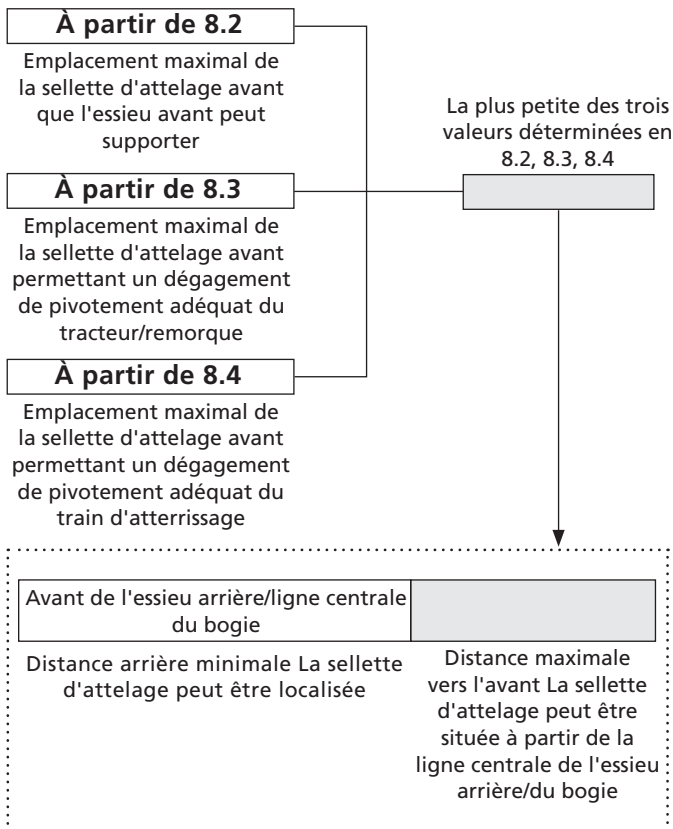 À partir de 8.2
Emplacement maximal de
la sellette d'attelage avant
que l'essieu avant peut
supporter
La plus petite des trois
valeurs déterminées en
8.2, 8.3, 8.4
À partir de 8.3
Emplacement maximal de
la sellette d'attelage avant
permettant un dégagement
de pivotement adéquat du
tracteur/remorque
À partir de 8.4
Emplacement maximal de
la sellette d'attelage avant
permettant un dégagement
de pivotement adéquat du
train d'atterrissage
Avant de l'essieu arrière/ligne centrale
du bogie
Distance arrière minimale La sellette
d'attelage peut être localisée
Distance maximale
vers l'avant La sellette
d'attelage peut être
située à partir de la
ligne centrale de l'essieu
arrière/du bogie